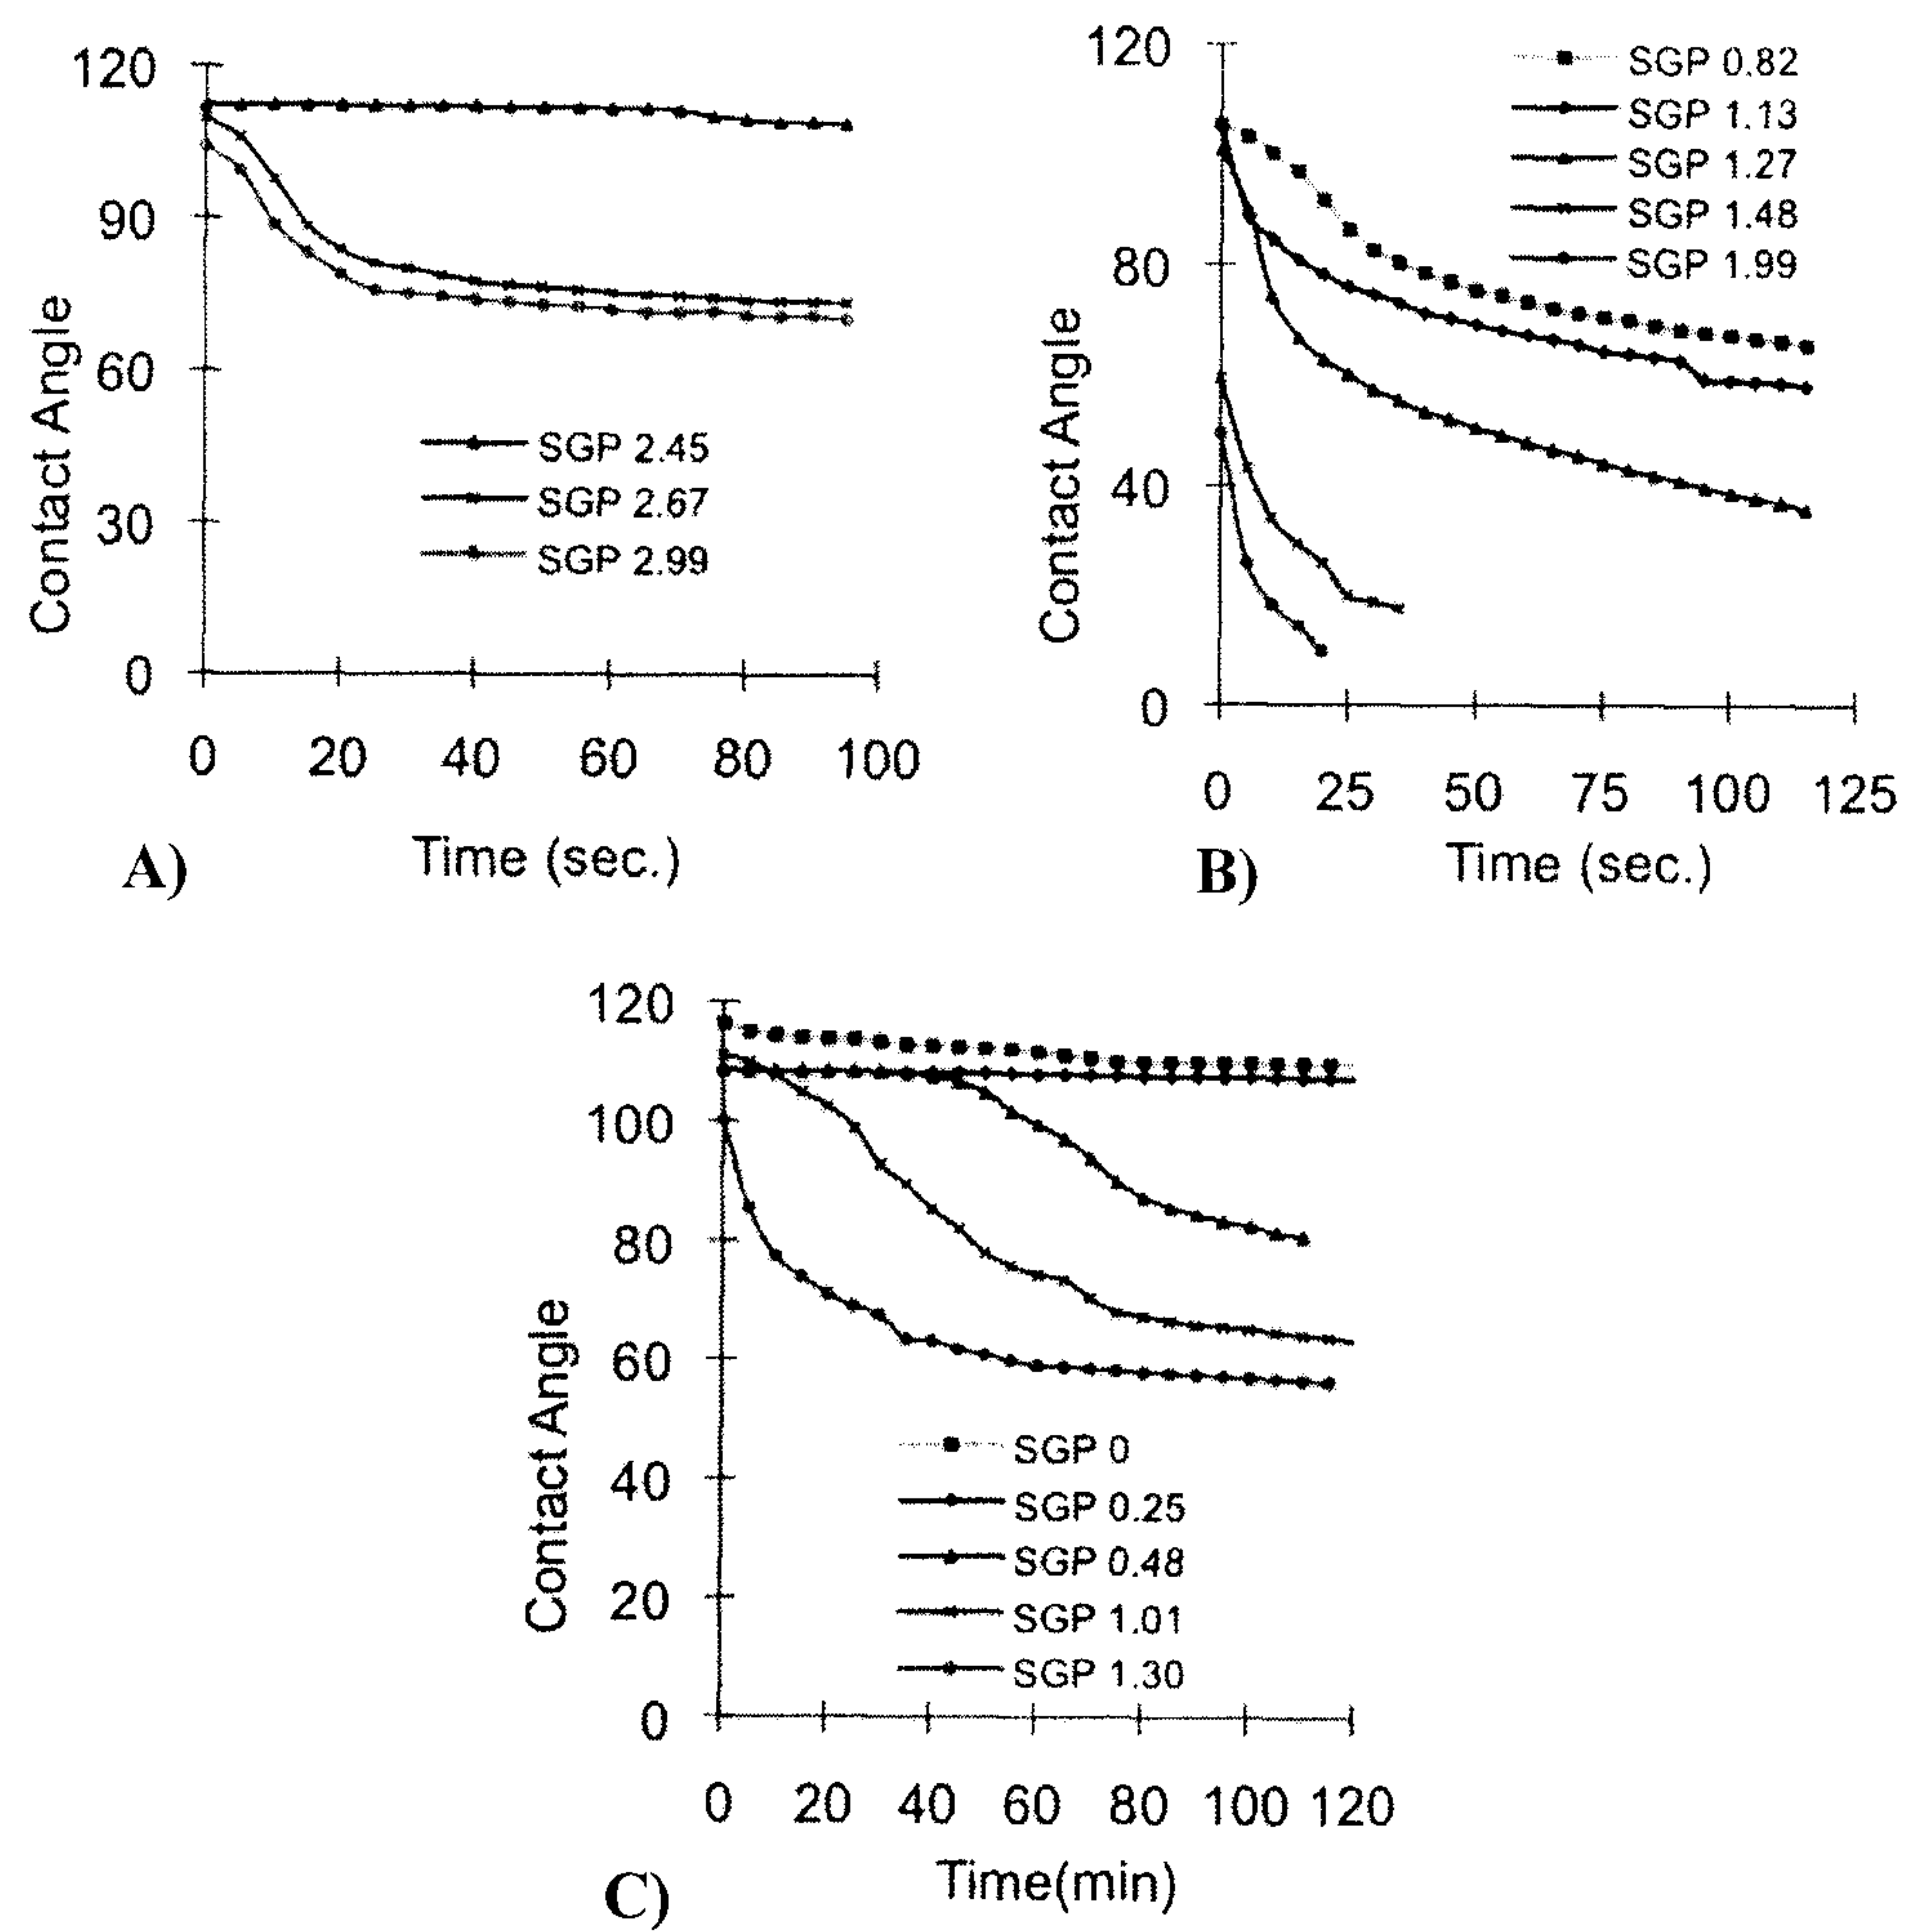 120
90
60
30
0
Contact Angle
SGP 2.45
SGP 2.67
SGP 2.99
0 20 40 60 80 100
Time (sec.)
A)
120
80
40
0
Contact Angle
SGP 0.82
SGP 1.13
SGP 1.27
SGP 1.48
SGP 1.99
0 25 50 75 100 125
Time (sec.)
B)
120
100
80
60
40
20
0
Contact Angle
SGP 0
SGP 0.25
SGP 0.48
SGP 1.01
SGP 1.30
0 20 40 60 80 100 120
Time(min)
C)